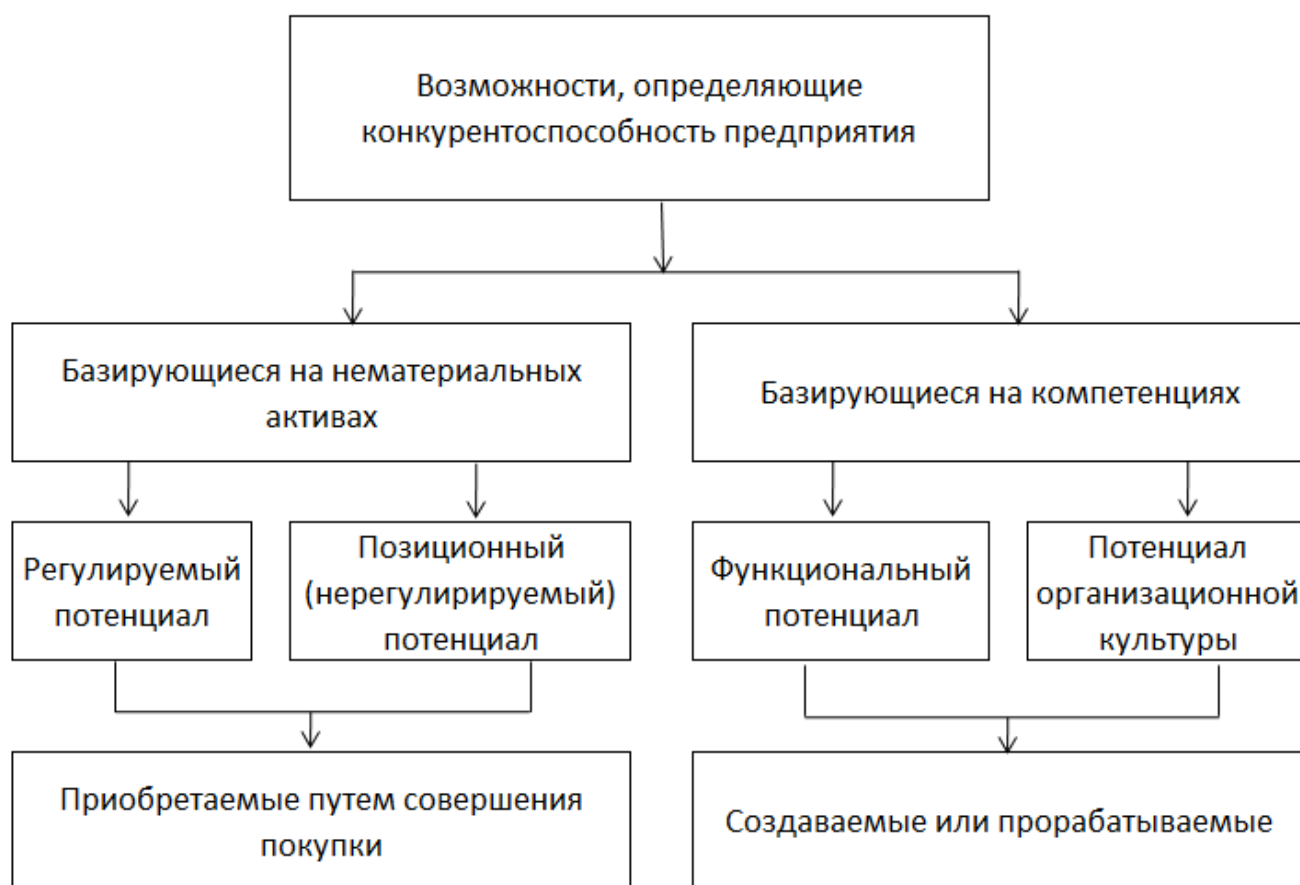 Возможности, определяющие
конкурентоспособность предприятия
Базирующиеся на нематериальных
активах
Базирующиеся на компетенциях
Регулируемый
потенциал
Позиционный
(нерегулирируемый)
потенциал
Функциональный
потенциал
Потенциал
организационной
культуры
Приобретаемые путем совершения
покупки
Создаваемые или прорабатываемые